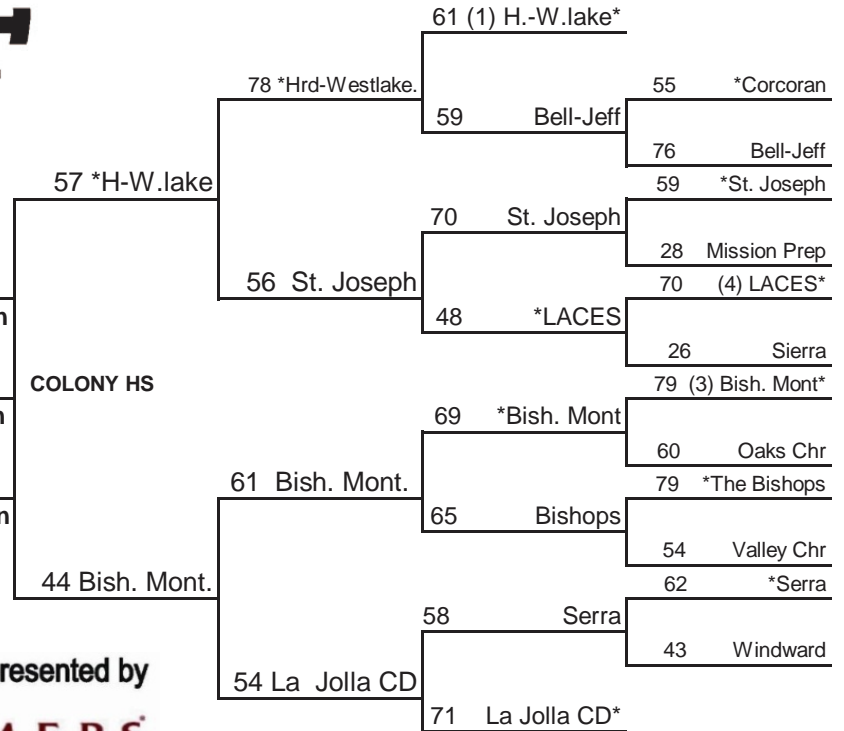 61 (1) H.-W.lake*
78 *Hrd-Westlake.
55 *Corcoran
59 Bell-Jeff
76 Bell-Jeff
57 *H-W.lake
59 *St. Joseph
70 St. Joseph
28 Mission Prep
56 St. Joseph
70 (4) LACES*
48 *LACES
26 Sierra
COLONY HS
79 (3) Bish. Mont*
69 *Bish. Mont
60 Oaks Chr
61 Bish. Mont.
79 *The Bishops
65 Bishops
54 Valley Chr
44 Bish. Mont.
62 *Serra
58 Serra
43 Windward
resented by
54 La Jolla CD
71 La Jolla CD*